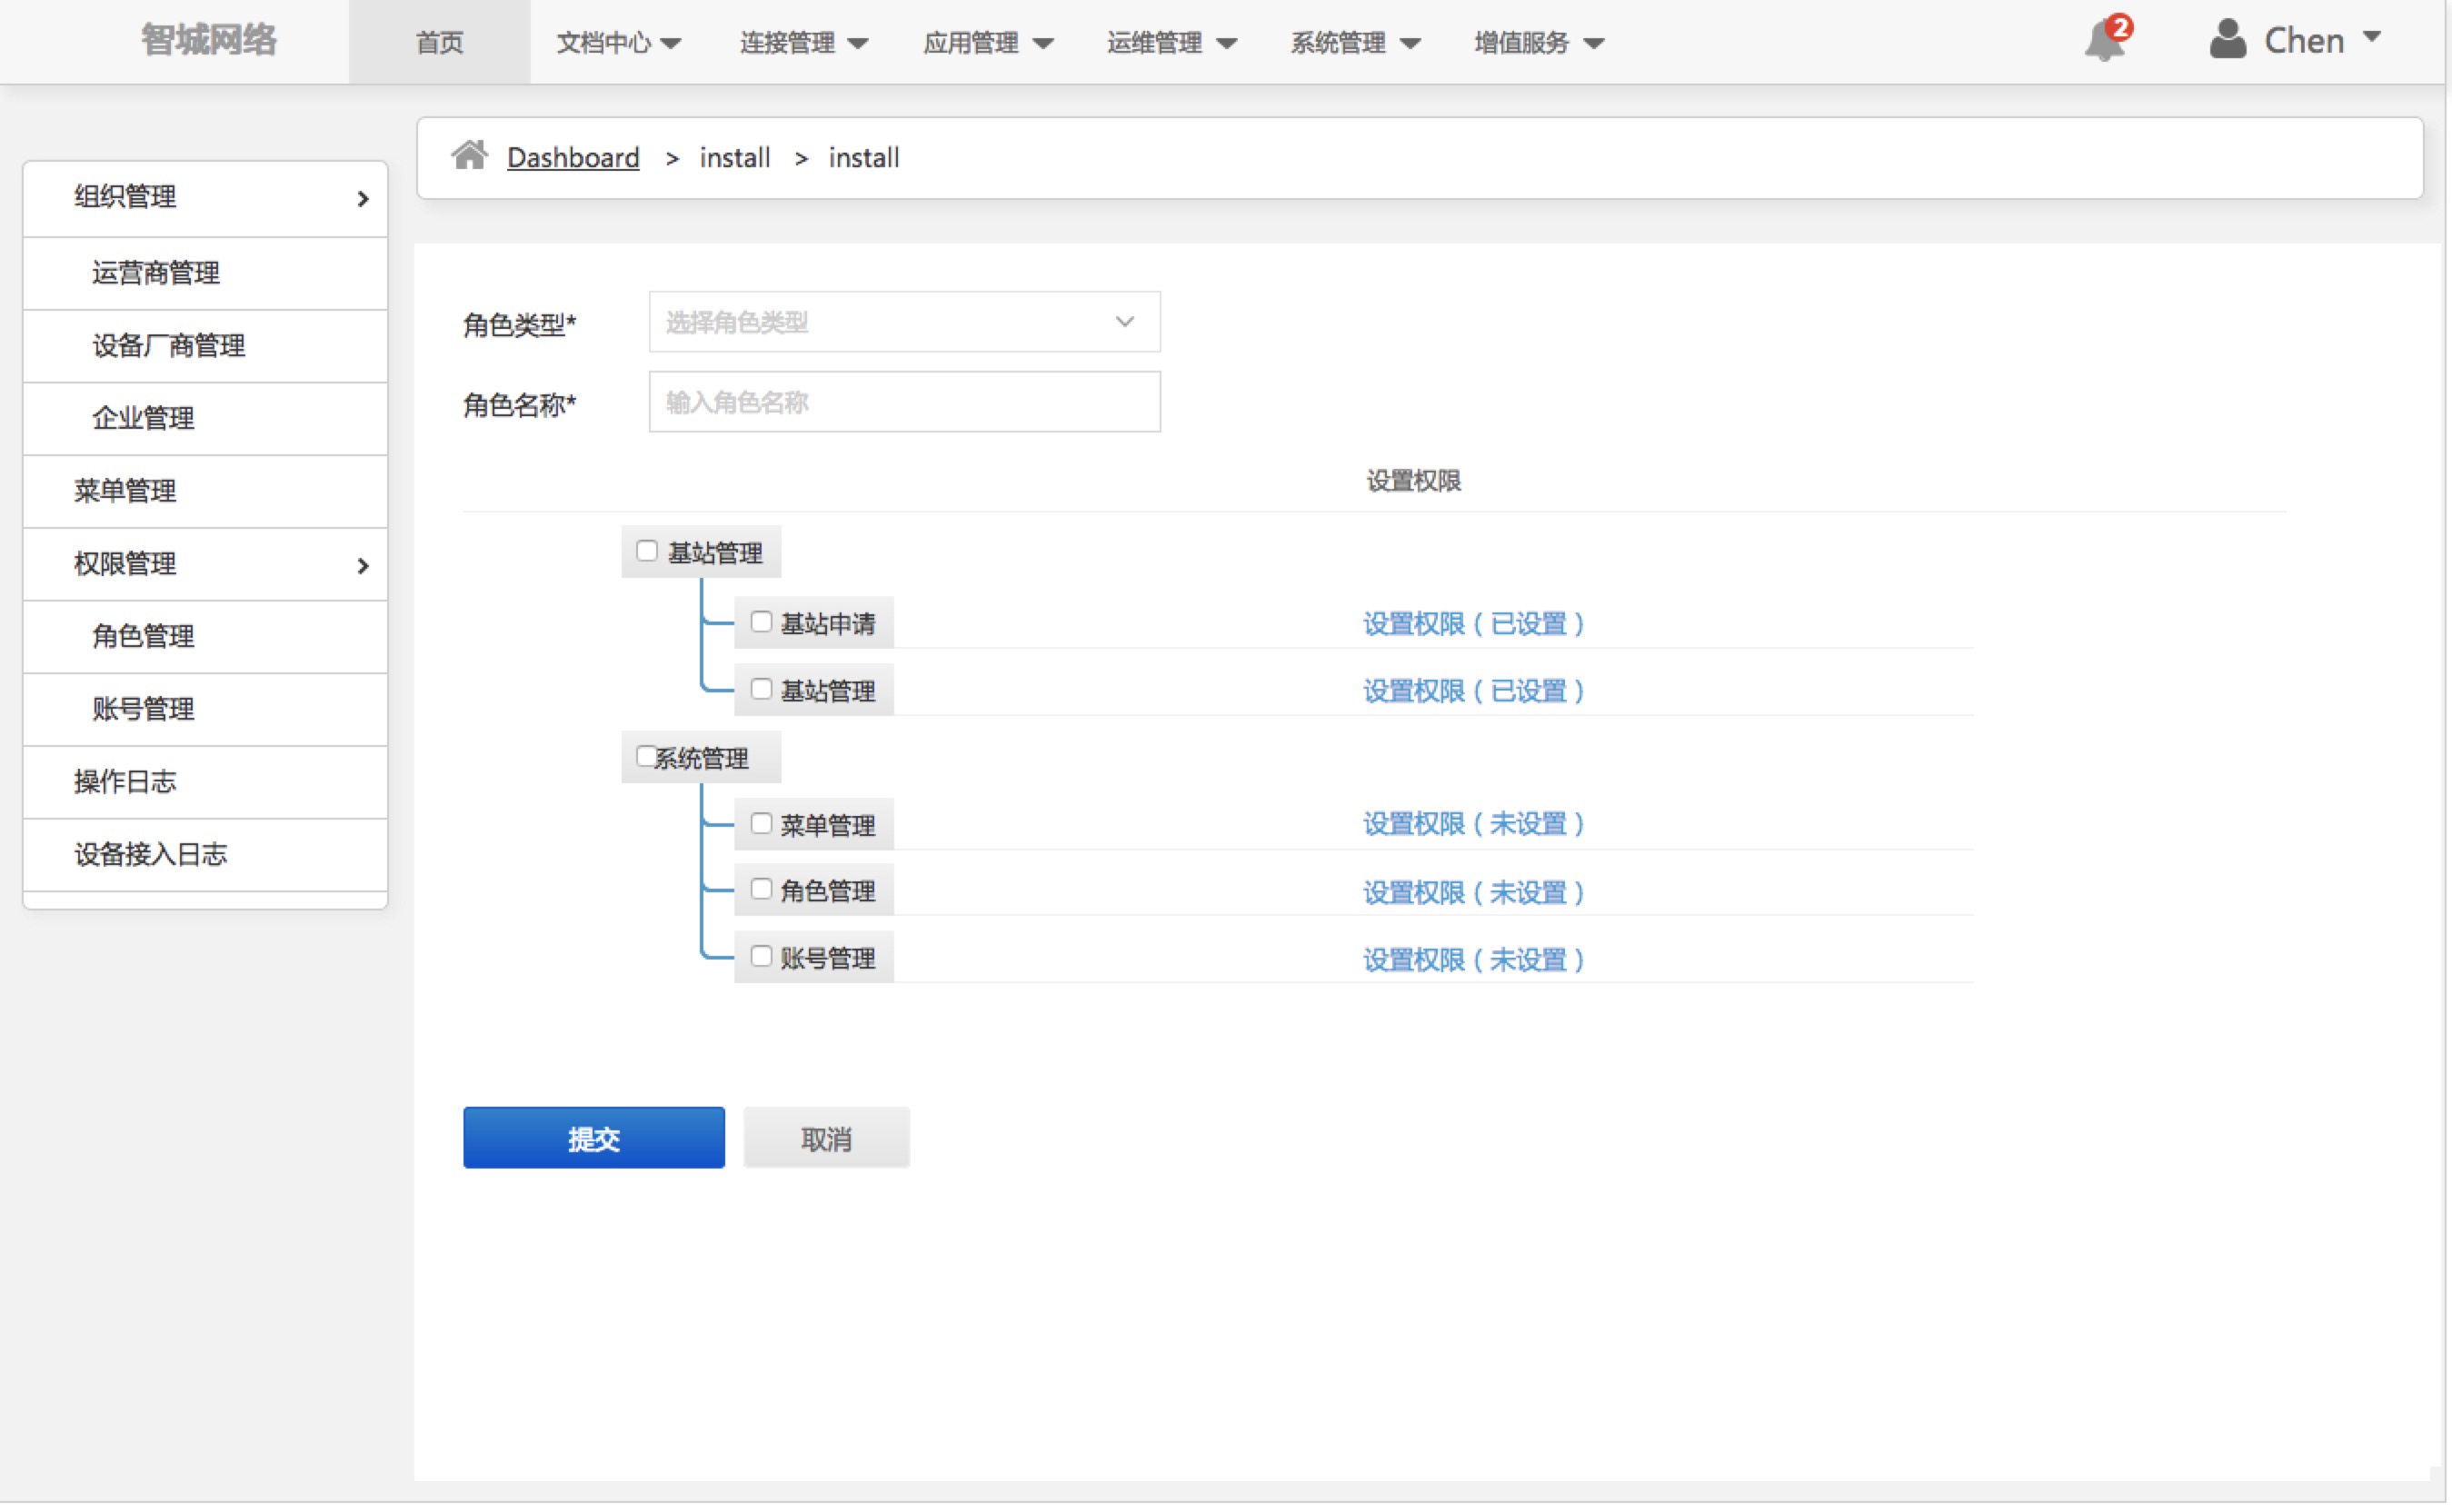 智城网络 首页 文档中心 连接管理 应用管理 运维管理 系统管理 增值服务 2 Chen
Dashboard > install > install
组织管理
运营商管理
设备厂商管理
企业管理
菜单管理
权限管理
角色管理
账号管理
操作日志
设备接入日志
角色类型* 选择角色类型
角色名称* 输入角色名称
设置权限
基站管理
基站申请 设置权限（已设置）
基站管理 设置权限（已设置）
系统管理
菜单管理 设置权限（未设置）
角色管理 设置权限（未设置）
账号管理 设置权限（未设置）
提交 取消